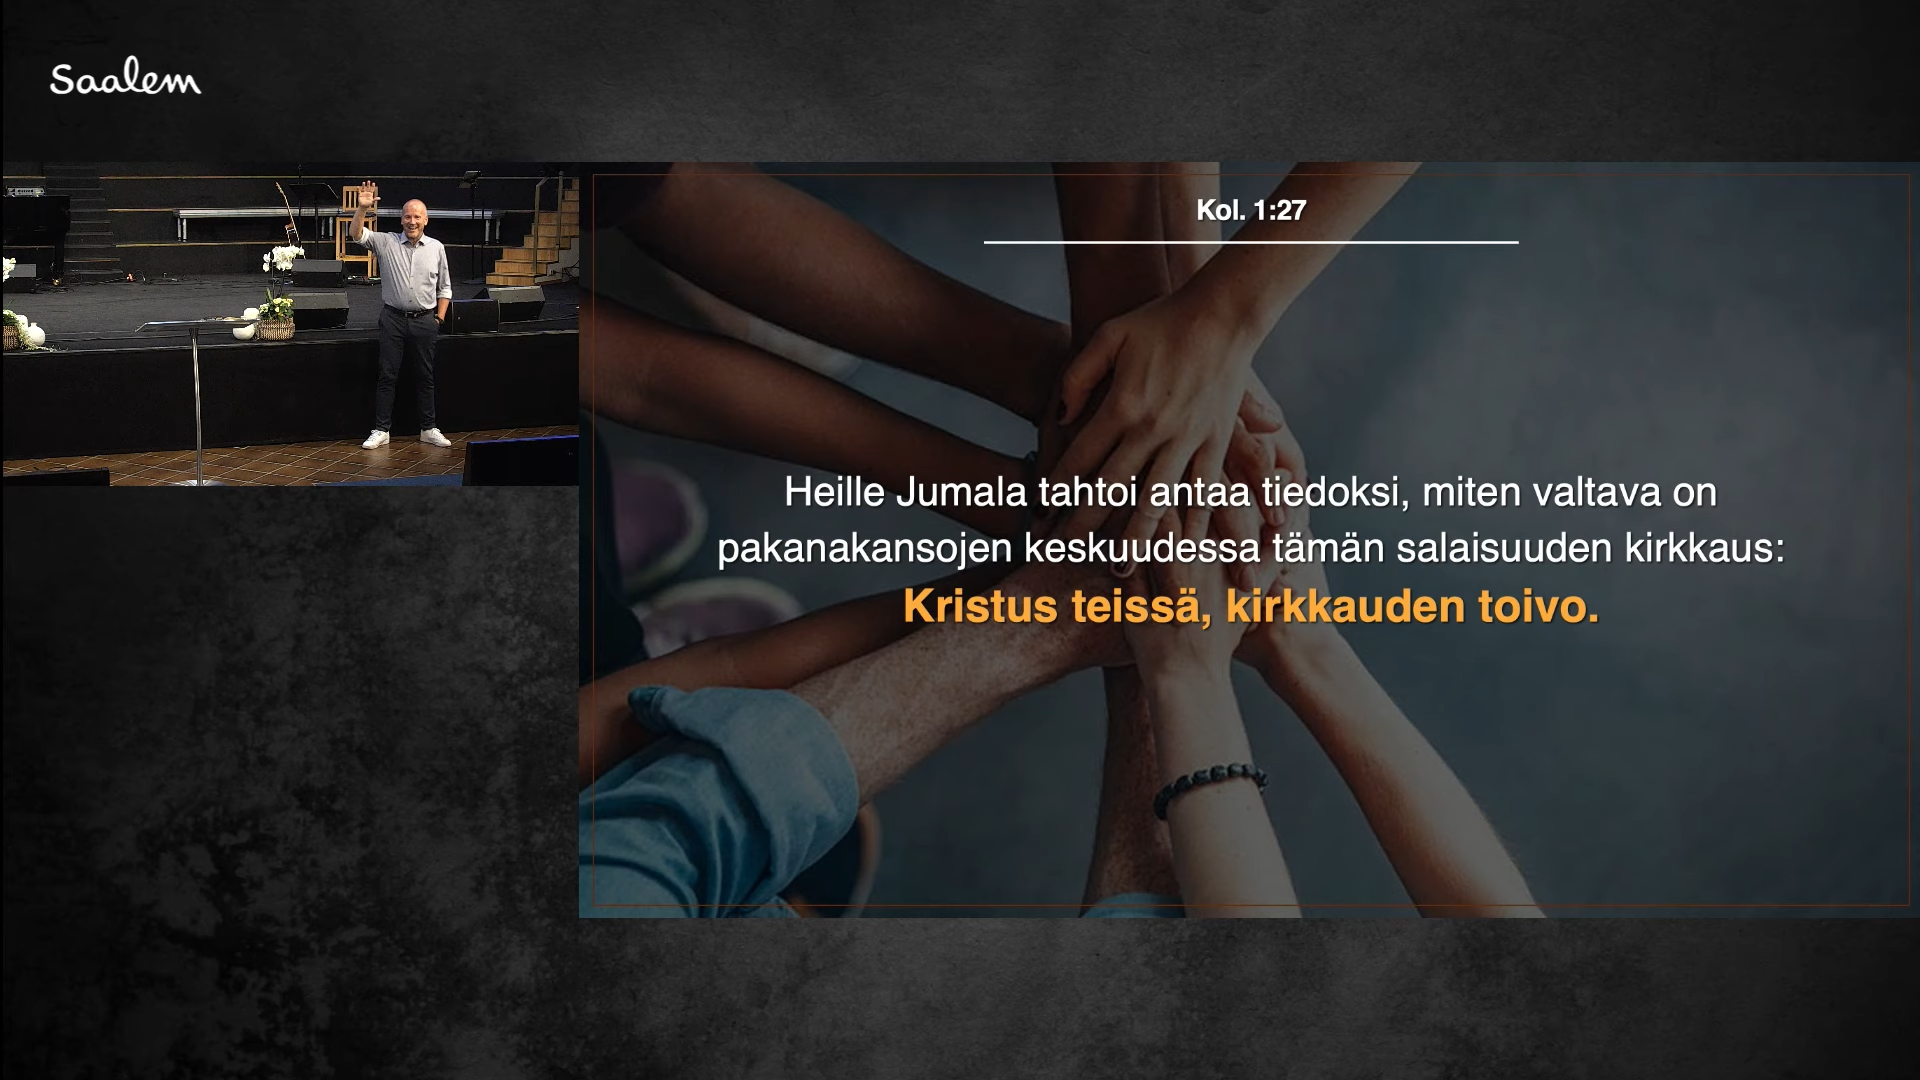 Saalem
Kol. 1:27
Heille Jumala tahtoi antaa tiedoksi, miten valtava on
pakanakansojen keskuudessa tämän salaisuuden kirkkaus:
Kristus teissä, kirkkauden toivo.